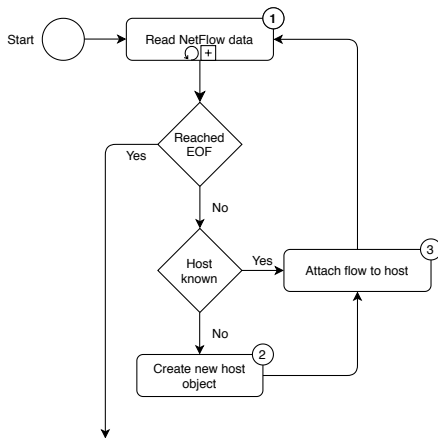 1
Start
Read NetFlow data
+
Reached
EOF
Yes
No
3
Host
known
Yes
Attach flow to host
No
2
Create new host
object